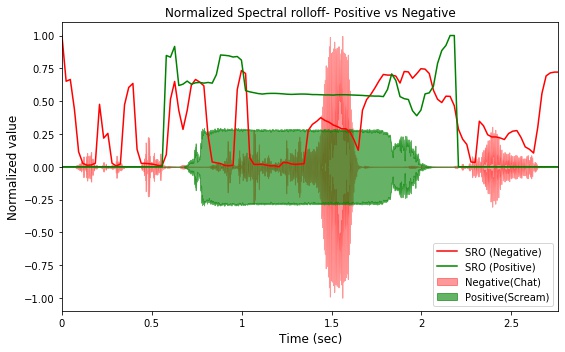 Normalized Spectral rolloff- Positive vs Negative
1.00
0.75
0.50
0.25
0.00
−0.25
−0.50
−0.75
−1.00
Normalized value
SRO (Negative)
SRO (Positive)
Negative(Chat)
Positive(Scream)
0 0.5 1 1.5 2 2.5
Time (sec)